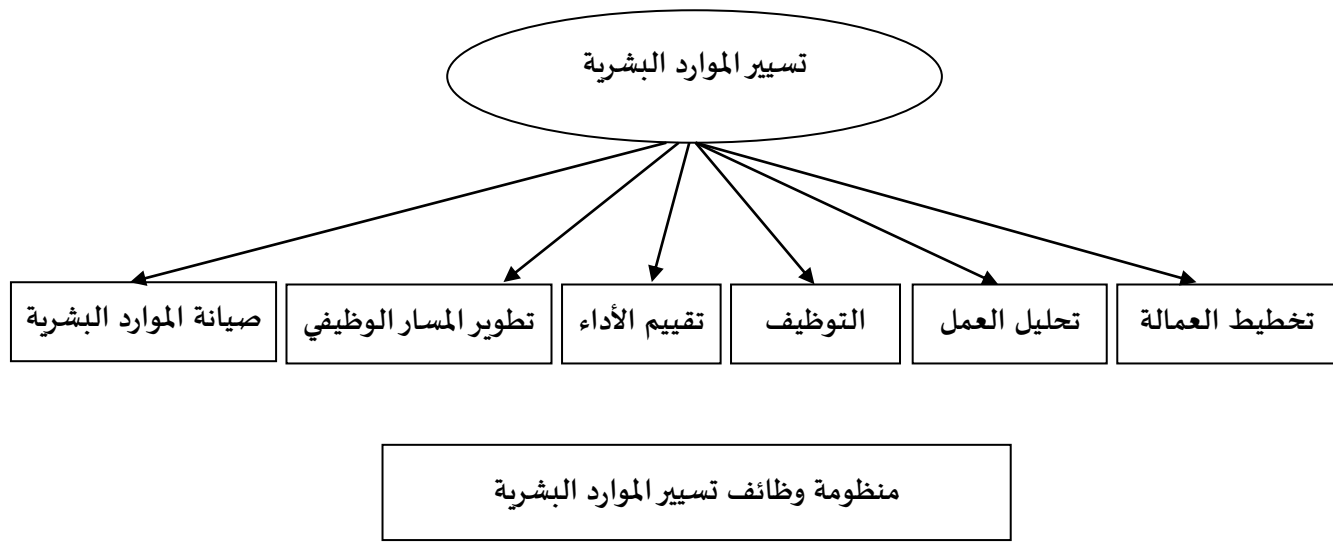 تسيير الموارد البشرية
تخطيط العمالة
تحليل العمل
التوظيف
تقييم الأداء
تطوير المسار الوظيفي
صيانة الموارد البشرية
منظومة وظائف تسيير الموارد البشرية